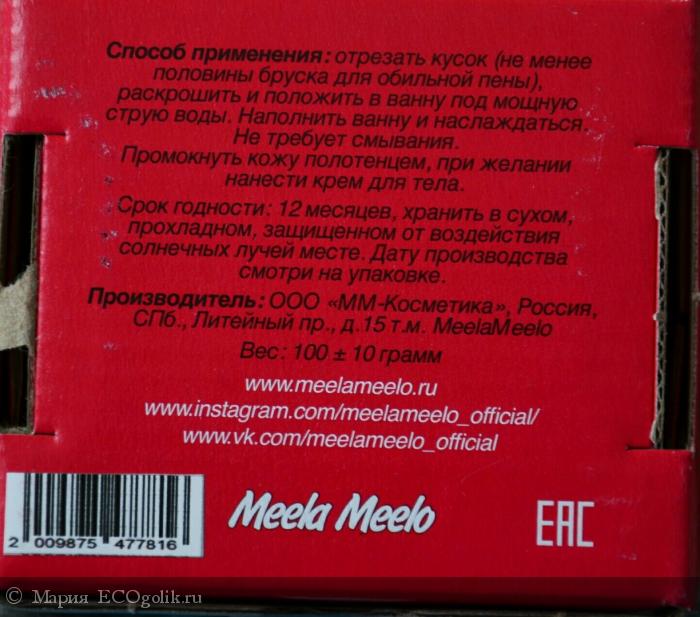 Способ применения: отрезать кусок (не менее
половины бруска для обильной пены),
раскрошить и положить в ванну под мощную
струю воды. Наполнить ванну и наслаждаться.
Не требует смывания.
Промокнуть кожу полотенцем, при желании
нанести крем для тела.
Срок годности: 12 месяцев, хранить в сухом,
прохладном, защищенном от воздействия
солнечных лучей месте. Дату производства
смотри на упаковке.
Производитель: ООО «ММ-Косметика», Россия,
СПб., Литейный пр., д.15 т.м. MeelaMeelo
Вес: 100 ± 10 грамм
www.meelameelo.ru
www.instagram.com/meelameelo_official/
www.vk.com/meelameelo_official
2 009875 477816
Meela Meelo
EAC
© Мария ECOgolik.ru